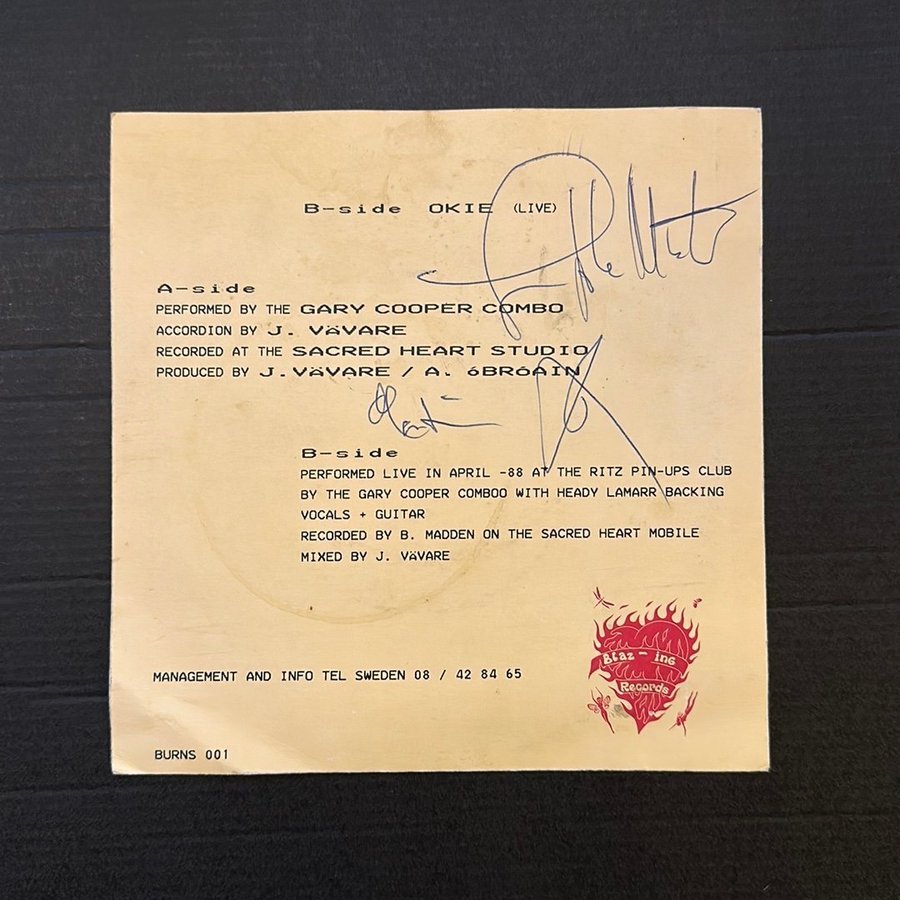 B-side OKIE (LIVE)
A-side
PERFORMED BY THE GARY COOPER COMBO
ACCORDION BY J. VäVARE
RECORDED AT THE SACRED HEART STUDIO
PRODUCED BY J.VäVARE / A. óBRóAIN
B-side
PERFORMED LIVE IN APRIL -88 AT THE RITZ PIN-UPS CLUB
BY THE GARY COOPER COMBOO WITH HEADY LAMARR BACKING
VOCALS + GUITAR
RECORDED BY B. MADDEN ON THE SACRED HEART MOBILE
MIXED BY J. VäVARE
Blaz-ing
Records
MANAGEMENT AND INFO TEL SWEDEN 08 / 42 84 65
BURNS 001